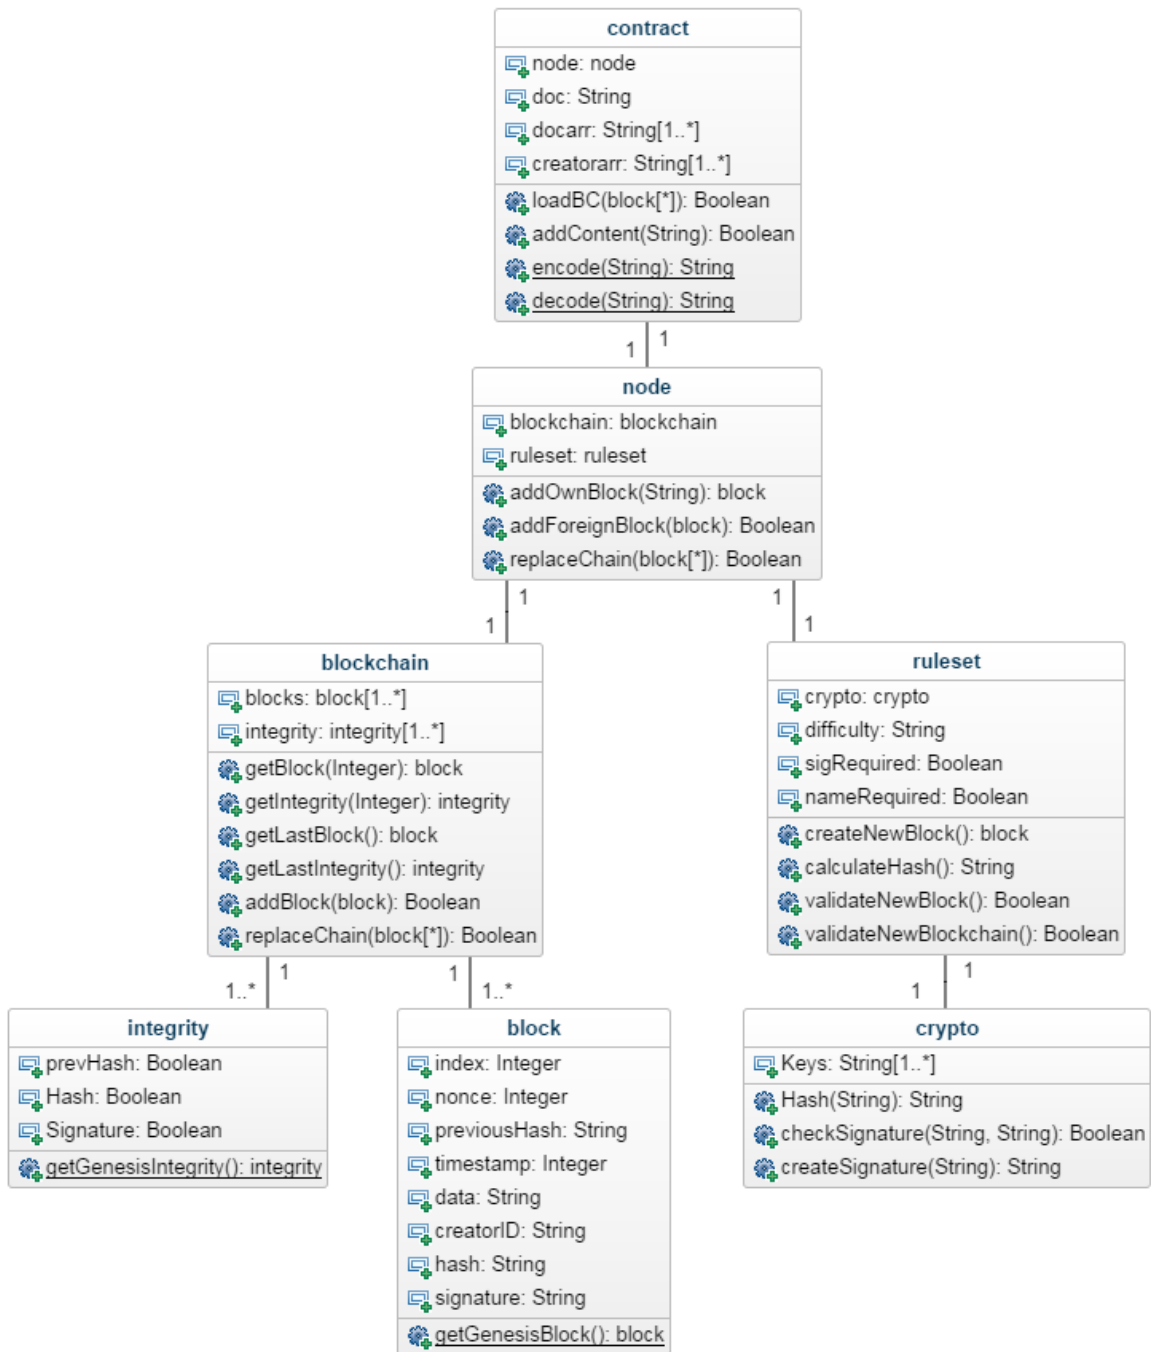 contract
node: node
doc: String
docarr: String[1..*]
creatorarr: String[1..*]
loadBC(block[*]): Boolean
addContent(String): Boolean
encode(String): String
decode(String): String
1
1
node
blockchain: blockchain
ruleset: ruleset
addOwnBlock(String): block
addForeignBlock(block): Boolean
replaceChain(block[*]): Boolean
1
1
1
1
blockchain
blocks: block[1..*]
integrity: integrity[1..*]
getBlock(Integer): block
getIntegrity(Integer): integrity
getLastBlock(): block
getLastIntegrity(): integrity
addBlock(block): Boolean
replaceChain(block[*]): Boolean
ruleset
crypto: crypto
difficulty: String
sigRequired: Boolean
nameRequired: Boolean
createNewBlock(): block
calculateHash(): String
validateNewBlock(): Boolean
validateNewBlockchain(): Boolean
1
1..*
1
1..*
1
1
integrity
prevHash: Boolean
Hash: Boolean
Signature: Boolean
getGenesisIntegrity(): integrity
block
index: Integer
nonce: Integer
previousHash: String
timestamp: Integer
data: String
creatorID: String
hash: String
signature: String
getGenesisBlock(): block
crypto
Keys: String[1..*]
Hash(String): String
checkSignature(String, String): Boolean
createSignature(String): String